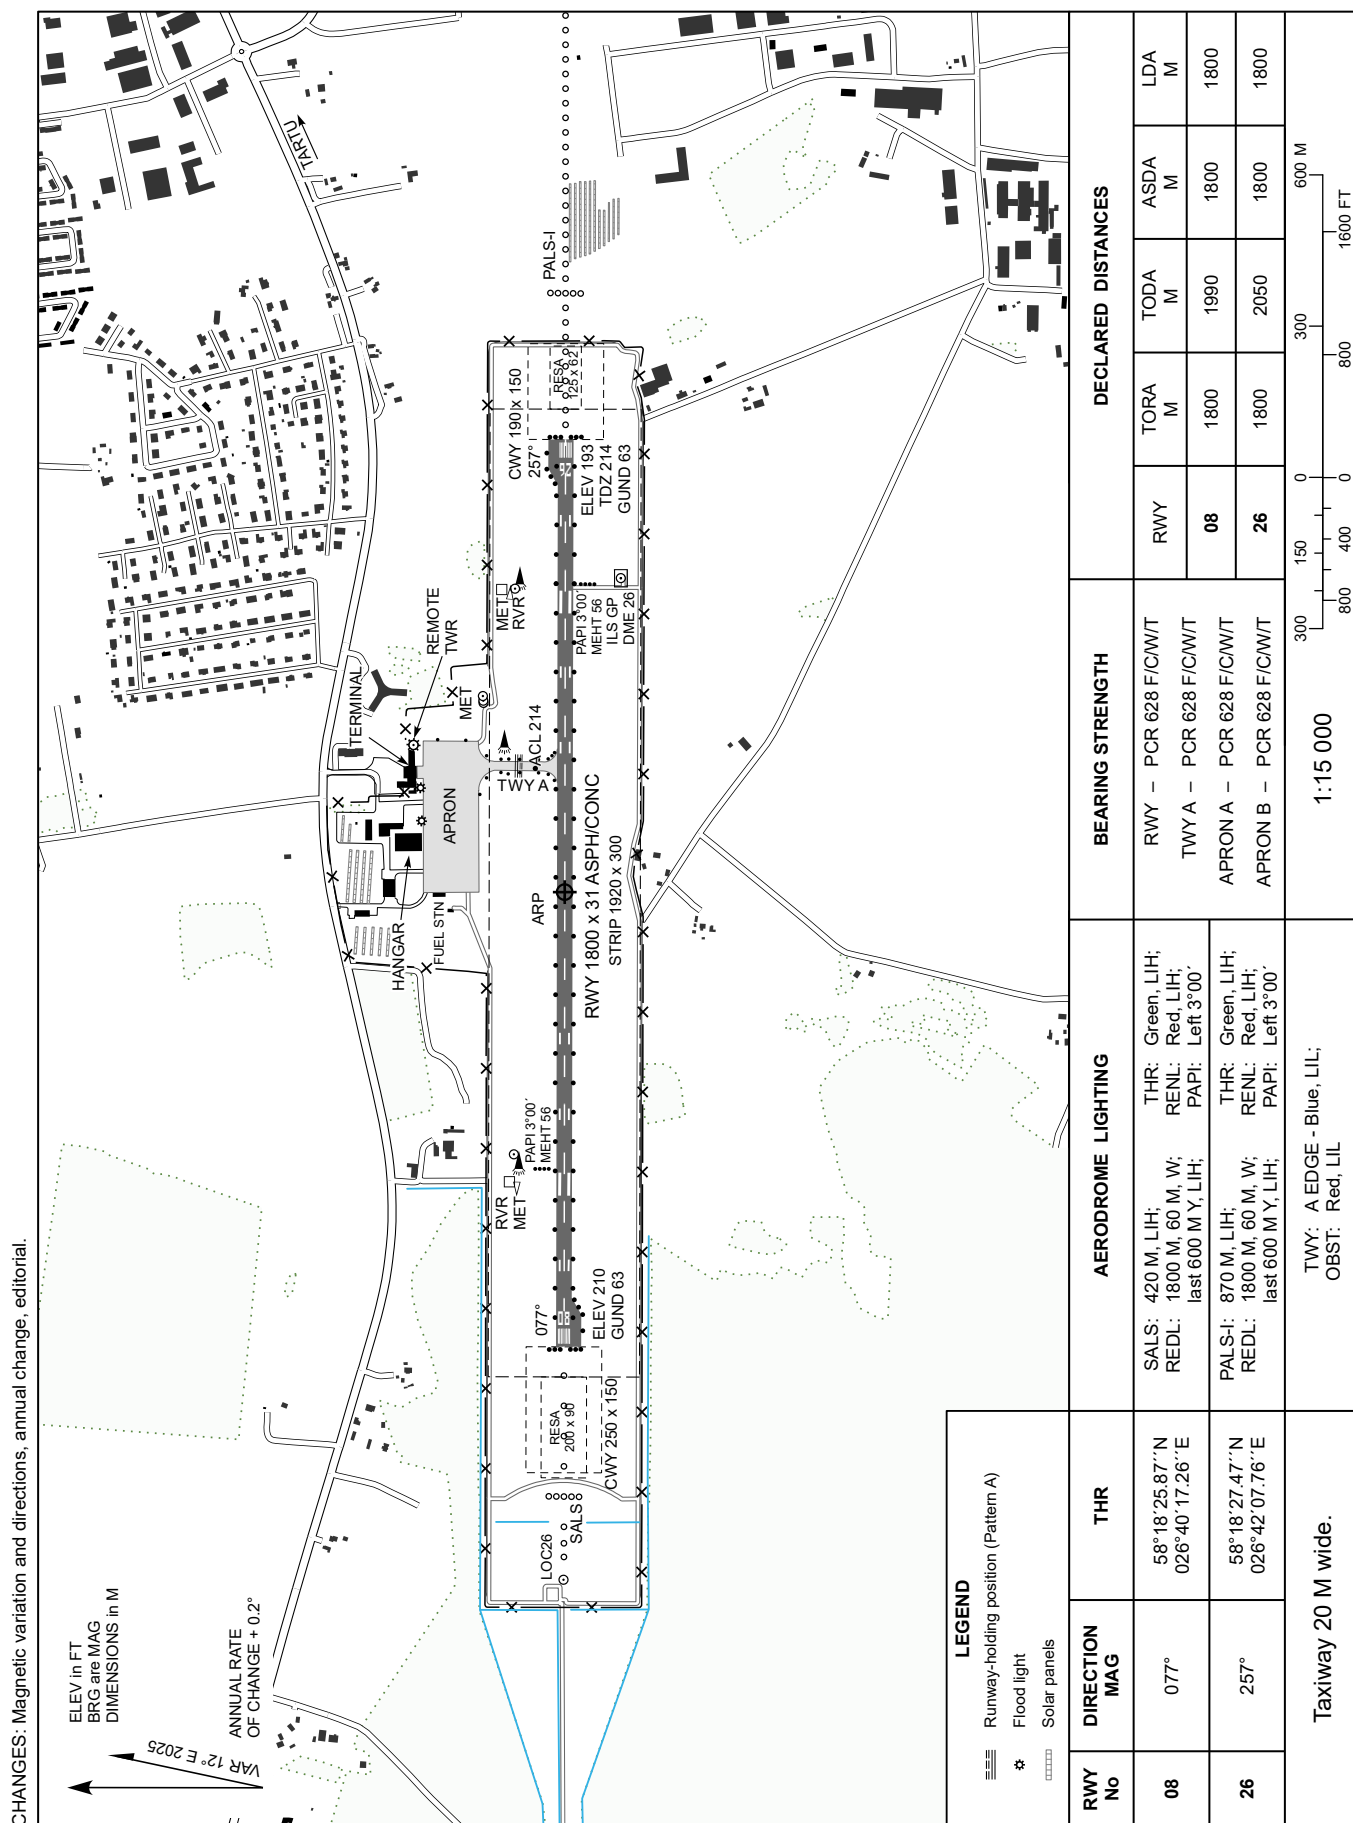 CHANGES: Magnetic variation and directions, annual change, editorial.
ELEV in FT
BRG are MAG
DIMENSIONS in M
VAR 12° E 2025
ANNUAL RATE
OF CHANGE + 0.2°
TARTU
PALS-I
TERMINAL
REMOTE
TWR
MET
HANGAR
FUEL STN
APRON
TWY A
ACL 214
MET
RVR
CWY 190 x 150
257°
RESA
125 x 62
26
ELEV 193
TDZ 214
GUND 63
PAPI 3°00´
MEHT 56
ILS GP
DME 26
ARP
RWY 1800 x 31 ASPH/CONC
STRIP 1920 x 300
PAPI 3°00´
MEHT 56
RVR
MET
077°
08
ELEV 210
GUND 63
RESA
200 x 90
CWY 250 x 150
SALS
LOC26
LEGEND
Runway-holding position (Pattern A)
Flood light
Solar panels
RWY
No
DIRECTION
MAG
THR
AERODROME LIGHTING
BEARING STRENGTH
DECLARED DISTANCES
08
077°
58°18´25.87´´N
026°40´17.26´´E
SALS: 420 M, LIH;
REDL: 1800 M, 60 M, W;
last 600 M Y, LIH;
THR: Green, LIH;
RENL: Red, LIH;
PAPI: Left 3°00´
26
257°
58°18´27.47´´N
026°42´07.76´´E
PALS-I: 870 M, LIH;
REDL: 1800 M, 60 M, W;
last 600 M Y, LIH;
THR: Green, LIH;
RENL: Red, LIH;
PAPI: Left 3°00´
TWY: A EDGE - Blue, LIL;
OBST: Red, LIL
RWY – PCR 628 F/C/W/T
TWY A – PCR 628 F/C/W/T
APRON A – PCR 628 F/C/W/T
APRON B – PCR 628 F/C/W/T
RWY
TORA
M
TODA
M
ASDA
M
LDA
M
08 1800 1990 1800 1800
26 1800 2050 1800 1800
Taxiway 20 M wide.
1:15 000
300 150 0 300 600 M
800 400 0 800 1600 FT